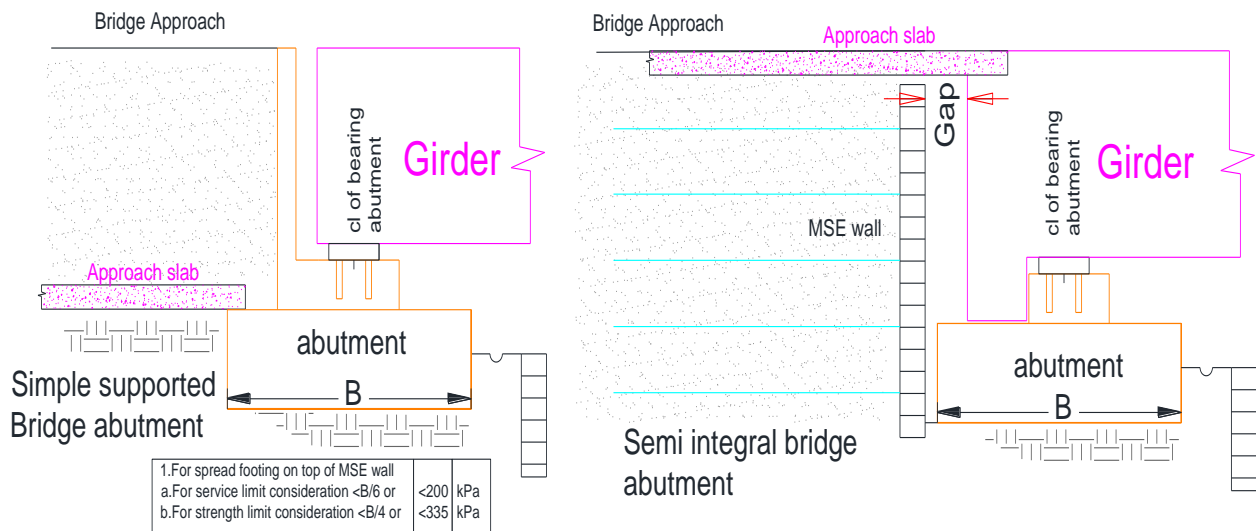 Bridge Approach
cl of bearing
abutment
Girder
Approach slab
abutment
B
Simple supported
Bridge abutment
1.For spread footing on top of MSE wall
a.For service limit consideration <B/6 or <200 kPa
b.For strength limit consideration <B/4 or <335 kPa
Bridge Approach
Approach slab
Gap
cl of bearing
abutment
Girder
MSE wall
abutment
B
Semi integral bridge
abutment